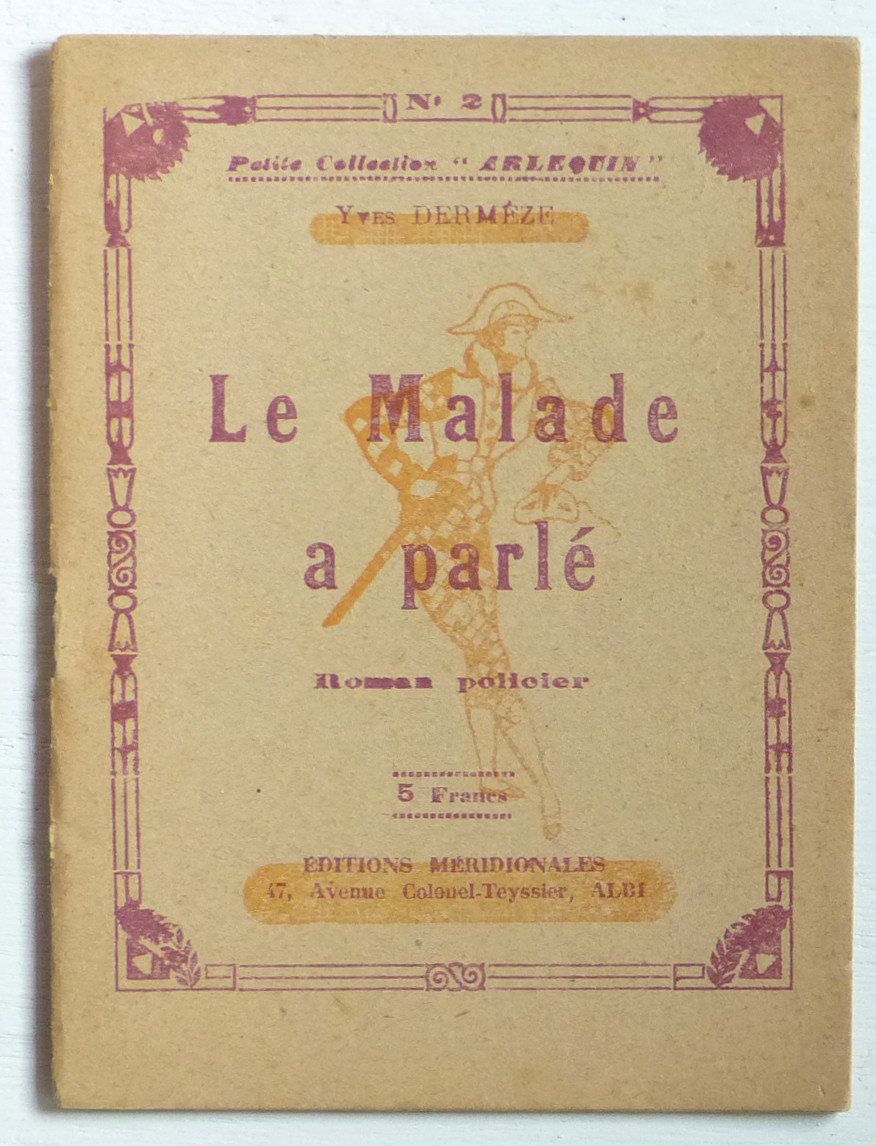 N° 2
Petite Collection “ ARLEQUIN ”
Yves DERMÉZE
Le Malade
a parlé
Roman policier
5 Francs
ÉDITIONS MÉRIDIONALES
47, Avenue Colonel-Teyssier, ALBI